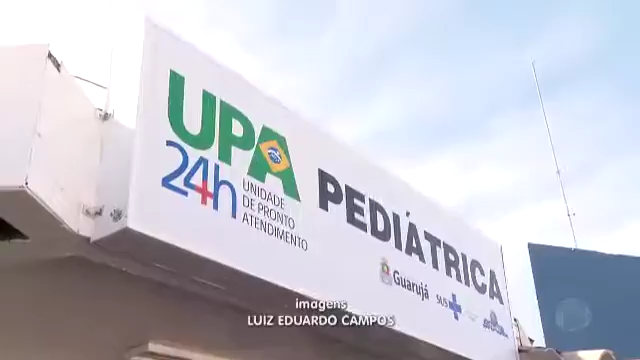 UPA
24h
UNIDADE
DE PRONTO
ATENDIMENTO
PEDIÁTRICA
Guarujá
SUS
imagens
LUIZ EDUARDO CAMPOS